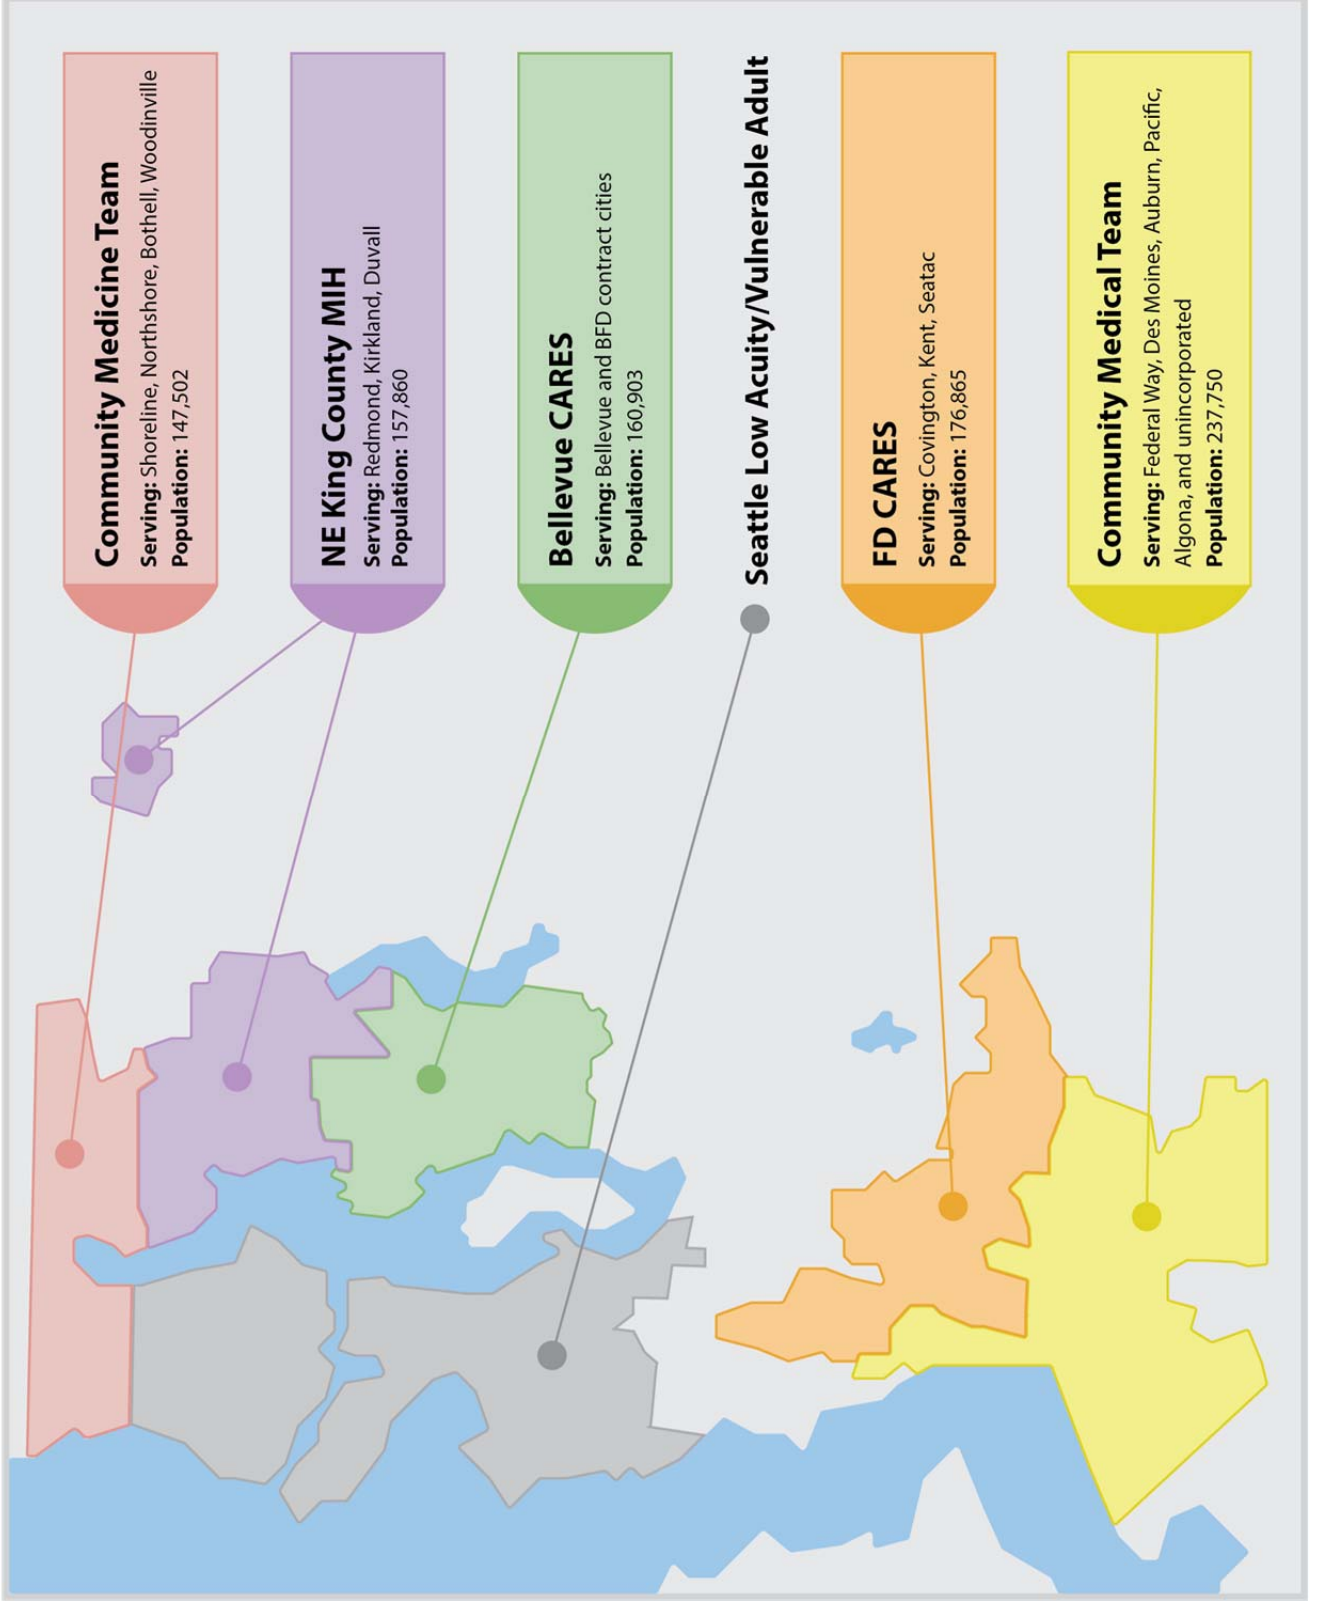 Community Medicine Team
Serving: Shoreline, Northshore, Bothell, Woodinville
Population: 147,502
NE King County MIH
Serving: Redmond, Kirkland, Duvall
Population: 157,860
Bellevue CARES
Serving: Bellevue and BFD contract cities
Population: 160,903
Seattle Low Acuity/Vulnerable Adult
FD CARES
Serving: Covington, Kent, Seatac
Population: 176,865
Community Medical Team
Serving: Federal Way, Des Moines, Auburn, Pacific,
Algona, and unincorporated
Population: 237,750